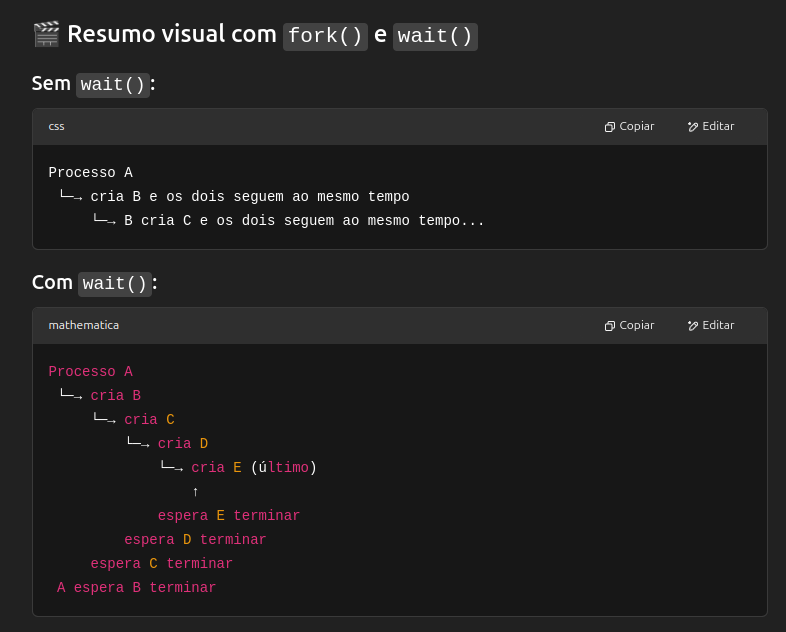 🎬 Resumo visual com fork() e wait()
Sem wait():
css Copiar Editar
Processo A
└─→ cria B e os dois seguem ao mesmo tempo
└─→ B cria C e os dois seguem ao mesmo tempo...
Com wait():
mathematica Copiar Editar
Processo A
└─→ cria B
└─→ cria C
└─→ cria D
└─→ cria E (último)
↑
espera E terminar
espera D terminar
espera C terminar
A espera B terminar